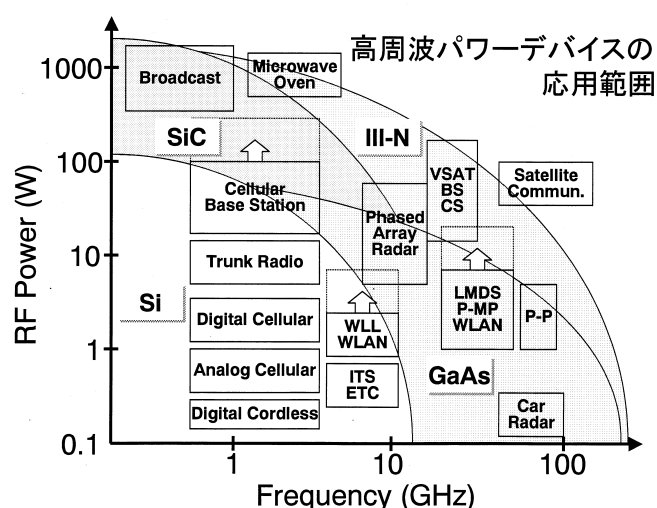 高周波パワーデバイスの
応用範囲
RF Power (W)
1000
100
10
1
0.1
Broadcast
Microwave
Oven
SiC
III-N
Cellular
Base Station
VSAT
BS
CS
Satellite
Commun.
Phased
Array
Radar
Trunk Radio
Si
Digital Cellular
WLL
WLAN
LMDS
P-MP
WLAN
P-P
Analog Cellular
ITS
ETC
GaAs
Digital Cordless
Car
Radar
1
10
100
Frequency (GHz)